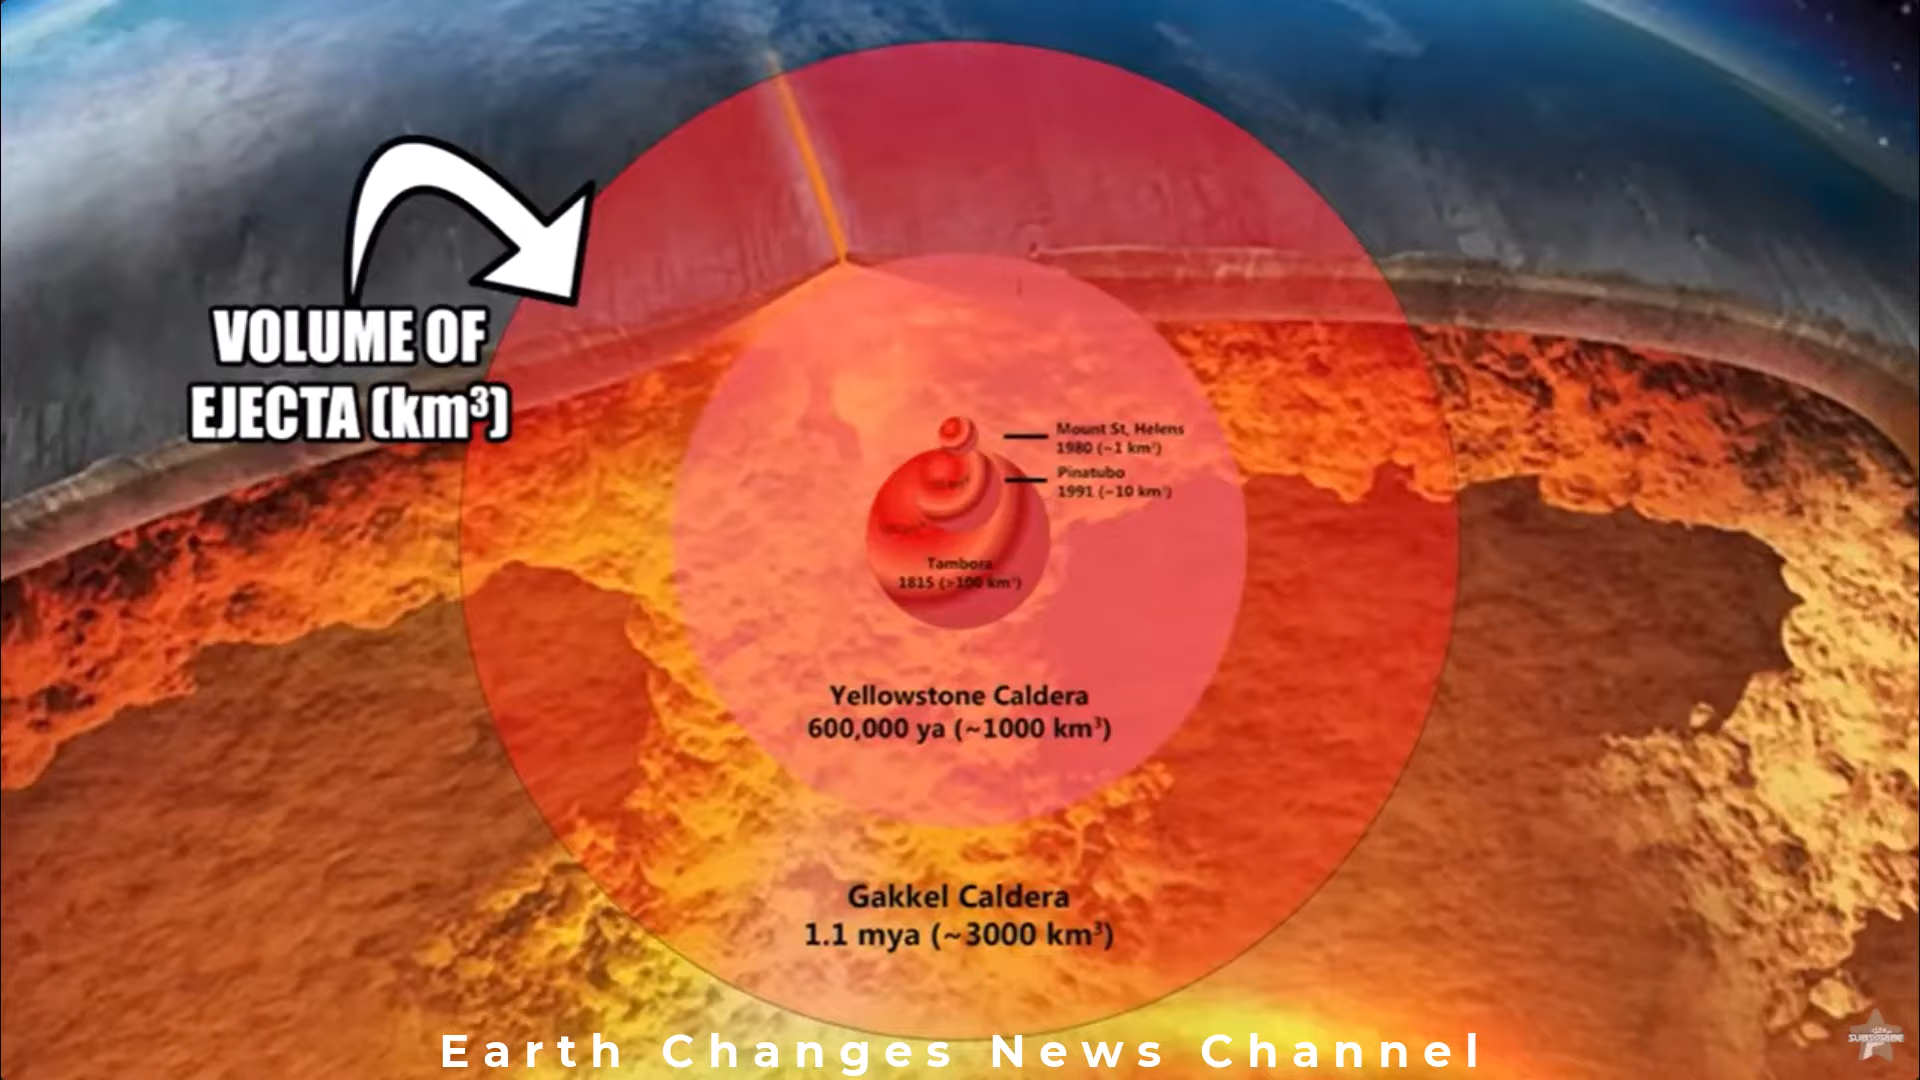 VOLUME OF
EJECTA (km³)
Mount St, Helens
1980 (~1 km³)
Pinatubo
1991 (~10 km³)
Tambora
1815 (>100 km³)
Yellowstone Caldera
600,000 ya (~1000 km³)
Gakkel Caldera
1.1 mya (~3000 km³)
Earth Changes News Channel
SUBSCRIBE